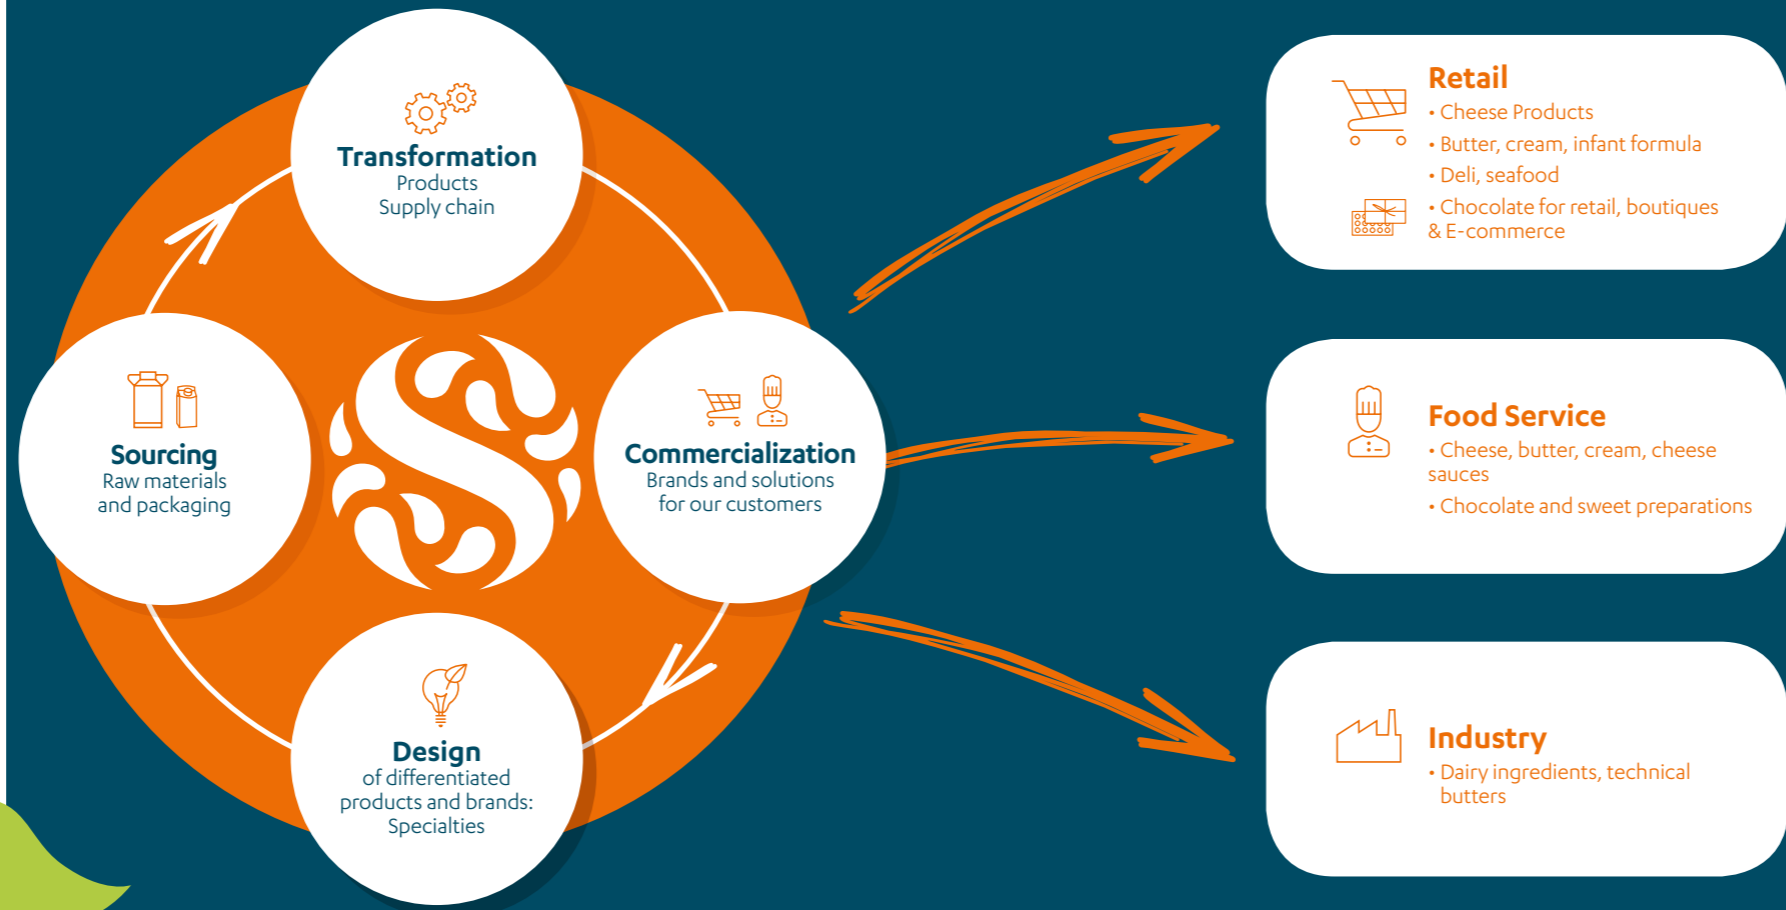 Transformation
Products
Supply chain
Sourcing
Raw materials
and packaging
Commercialization
Brands and solutions
for our customers
Design
of differentiated
products and brands:
Specialties
Retail
• Cheese Products
• Butter, cream, infant formula
• Deli, seafood
• Chocolate for retail, boutiques
& E-commerce
Food Service
• Cheese, butter, cream, cheese
sauces
• Chocolate and sweet preparations
Industry
• Dairy ingredients, technical
butters